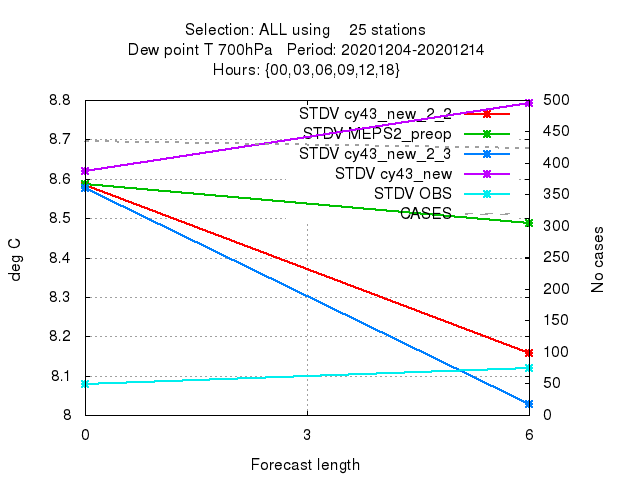 Selection: ALL using 25 stations
Dew point T 700hPa Period: 20201204-20201214
Hours: {00,03,06,09,12,18}
8.8
8.7
8.6
8.5
8.4
8.3
8.2
8.1
8
deg C
STDV cy43_new_2_2
STDV MEPS2_preop
STDV cy43_new_2_3
STDV cy43_new
STDV OBS
CASES
500
450
400
350
300
250
200
150
100
50
0
No cases
0 3 6
Forecast length